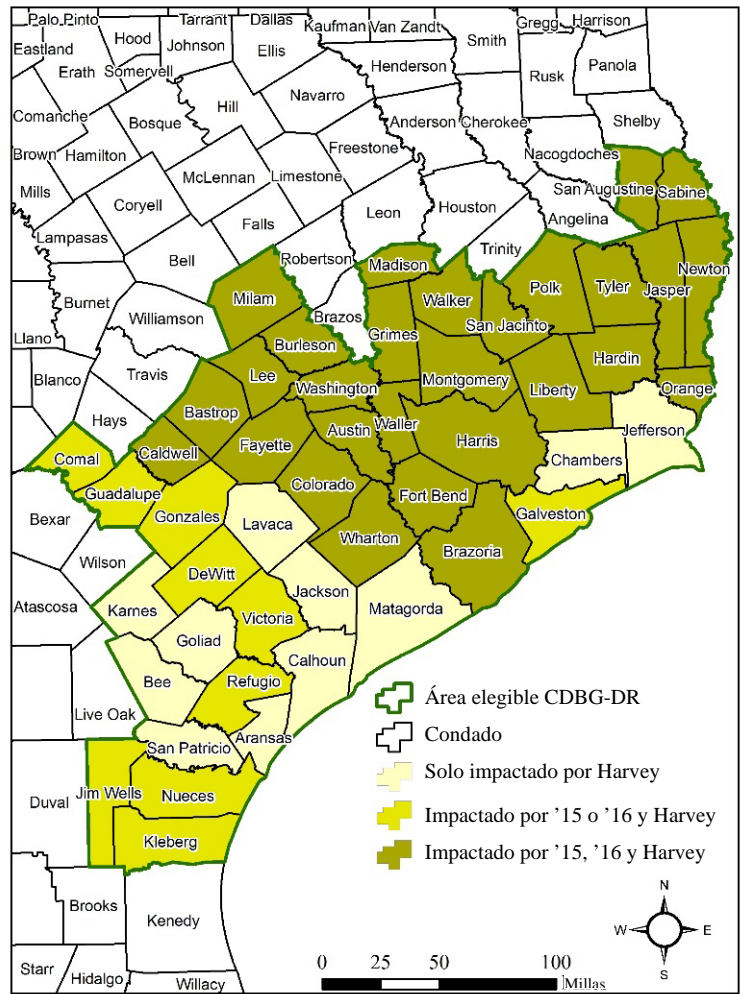 Palo Pinto
Tarrant
Dallas
Kaufman
Van Zandt
Gregg
Harrison
Eastland
Hood
Johnson
Ellis
Smith
Erath
Somervell
Henderson
Rusk
Panola
Comanche
Bosque
Hill
Navarro
Anderson
Cherokee
Shelby
Brown
Hamilton
Freestone
Nacogdoches
Mills
McLennan
Limestone
San Augustine
Sabine
Coryell
Leon
Houston
Angelina
Lampasas
Falls
Trinity
Bell
Robertson
Madison
Newton
Burnet
Milam
Walker
Polk
Tyler
Jasper
Williamson
Brazos
Grimes
San Jacinto
Llano
Burleson
Hardin
Blanco
Travis
Lee
Washington
Montgomery
Liberty
Orange
Hays
Bastrop
Austin
Waller
Harris
Jefferson
Comal
Caldwell
Fayette
Chambers
Guadalupe
Colorado
Fort Bend
Galveston
Bexar
Gonzales
Lavaca
Wharton
Brazoria
Wilson
DeWitt
Atascosa
Karnes
Jackson
Matagorda
Victoria
Goliad
Calhoun
Bee
Refugio
Live Oak
Aransas
San Patricio
Duval
Jim Wells
Nueces
Kleberg
Brooks
Kenedy
Starr
Hidalgo
Willacy
Área elegible CDBG-DR
Condado
Solo impactado por Harvey
Impactado por ’15 o ’16 y Harvey
Impactado por ’15, ’16 y Harvey
N
W
E
S
0 25 50 100
Millas